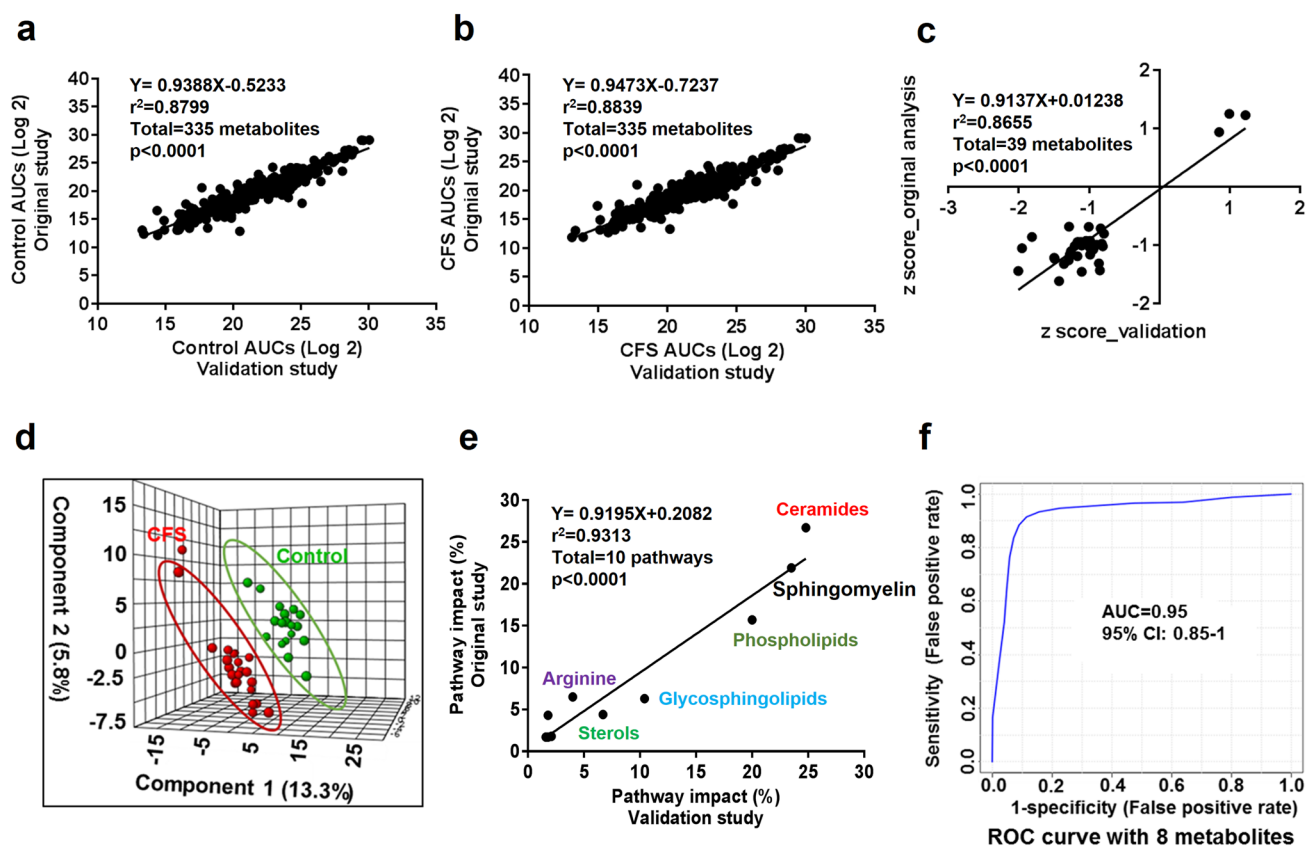 a
40
35
30
25
20
15
10
5
0
Control AUCs (Log 2)
Original study
Y= 0.9388X-0.5233
r²=0.8799
Total=335 metabolites
p<0.0001
10 15 20 25 30 35
Control AUCs (Log 2)
Validation study
b
40
35
30
25
20
15
10
5
0
CFS AUCs (Log 2)
Orignial study
Y= 0.9473X-0.7237
r²=0.8839
Total=335 metabolites
p<0.0001
10 15 20 25 30 35
CFS AUCs (Log 2)
Validation study
c
z score_orginal analysis
Y= 0.9137X+0.01238
r²=0.8655
Total=39 metabolites
p<0.0001
2
1
-3 -2 -1 1 2
-1
-2
z score_validation
d
Component 2 (5.8%)
15
10
5
0
-2.5
-7.5
CFS
Control
-15 -5 5 15 25
Component 1 (13.3%)
e
Pathway impact (%)
Original study
30
25
20
15
10
5
0
Y= 0.9195X+0.2082
r²=0.9313
Total=10 pathways
p<0.0001
Ceramides
Sphingomyelin
Phospholipids
Arginine
Glycosphingolipids
Sterols
0 5 10 15 20 25 30
Pathway impact (%)
Validation study
f
Sensitivity (False positive rate)
1.0
0.8
0.6
0.4
0.2
0.0
AUC=0.95
95% CI: 0.85-1
0.0 0.2 0.4 0.6 0.8 1.0
1-specificity (False positive rate)
ROC curve with 8 metabolites